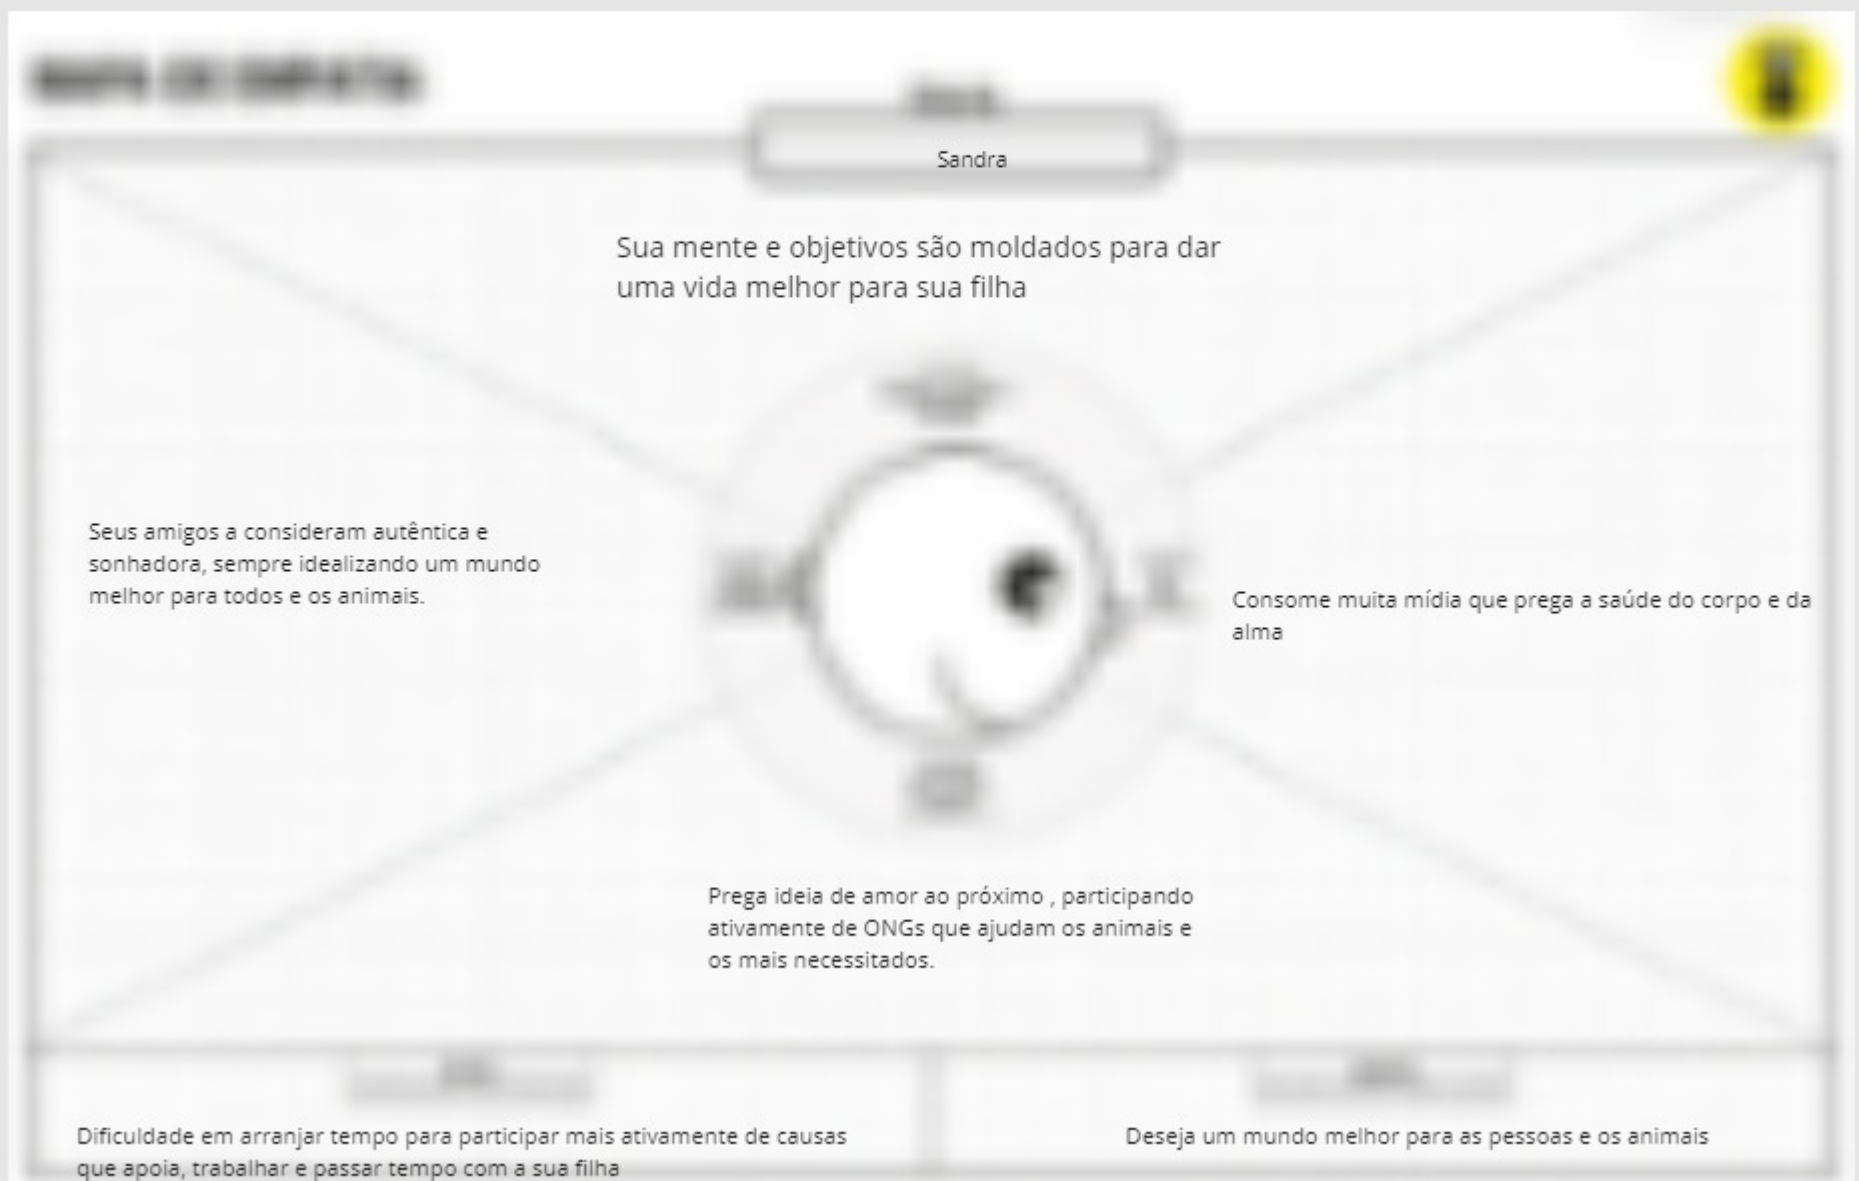 MAPA DE EMPATIA
Sandra
Sua mente e objetivos são moldados para dar
uma vida melhor para sua filha
Seus amigos a consideram autêntica e
sonhadora, sempre idealizando um mundo
melhor para todos e os animais.
Consome muita mídia que prega a saúde do corpo e da
alma
Prega ideia de amor ao próximo , participando
ativamente de ONGs que ajudam os animais e
os mais necessitados.
Dificuldade em arranjar tempo para participar mais ativamente de causas
que apoia, trabalhar e passar tempo com a sua filha
Deseja um mundo melhor para as pessoas e os animais